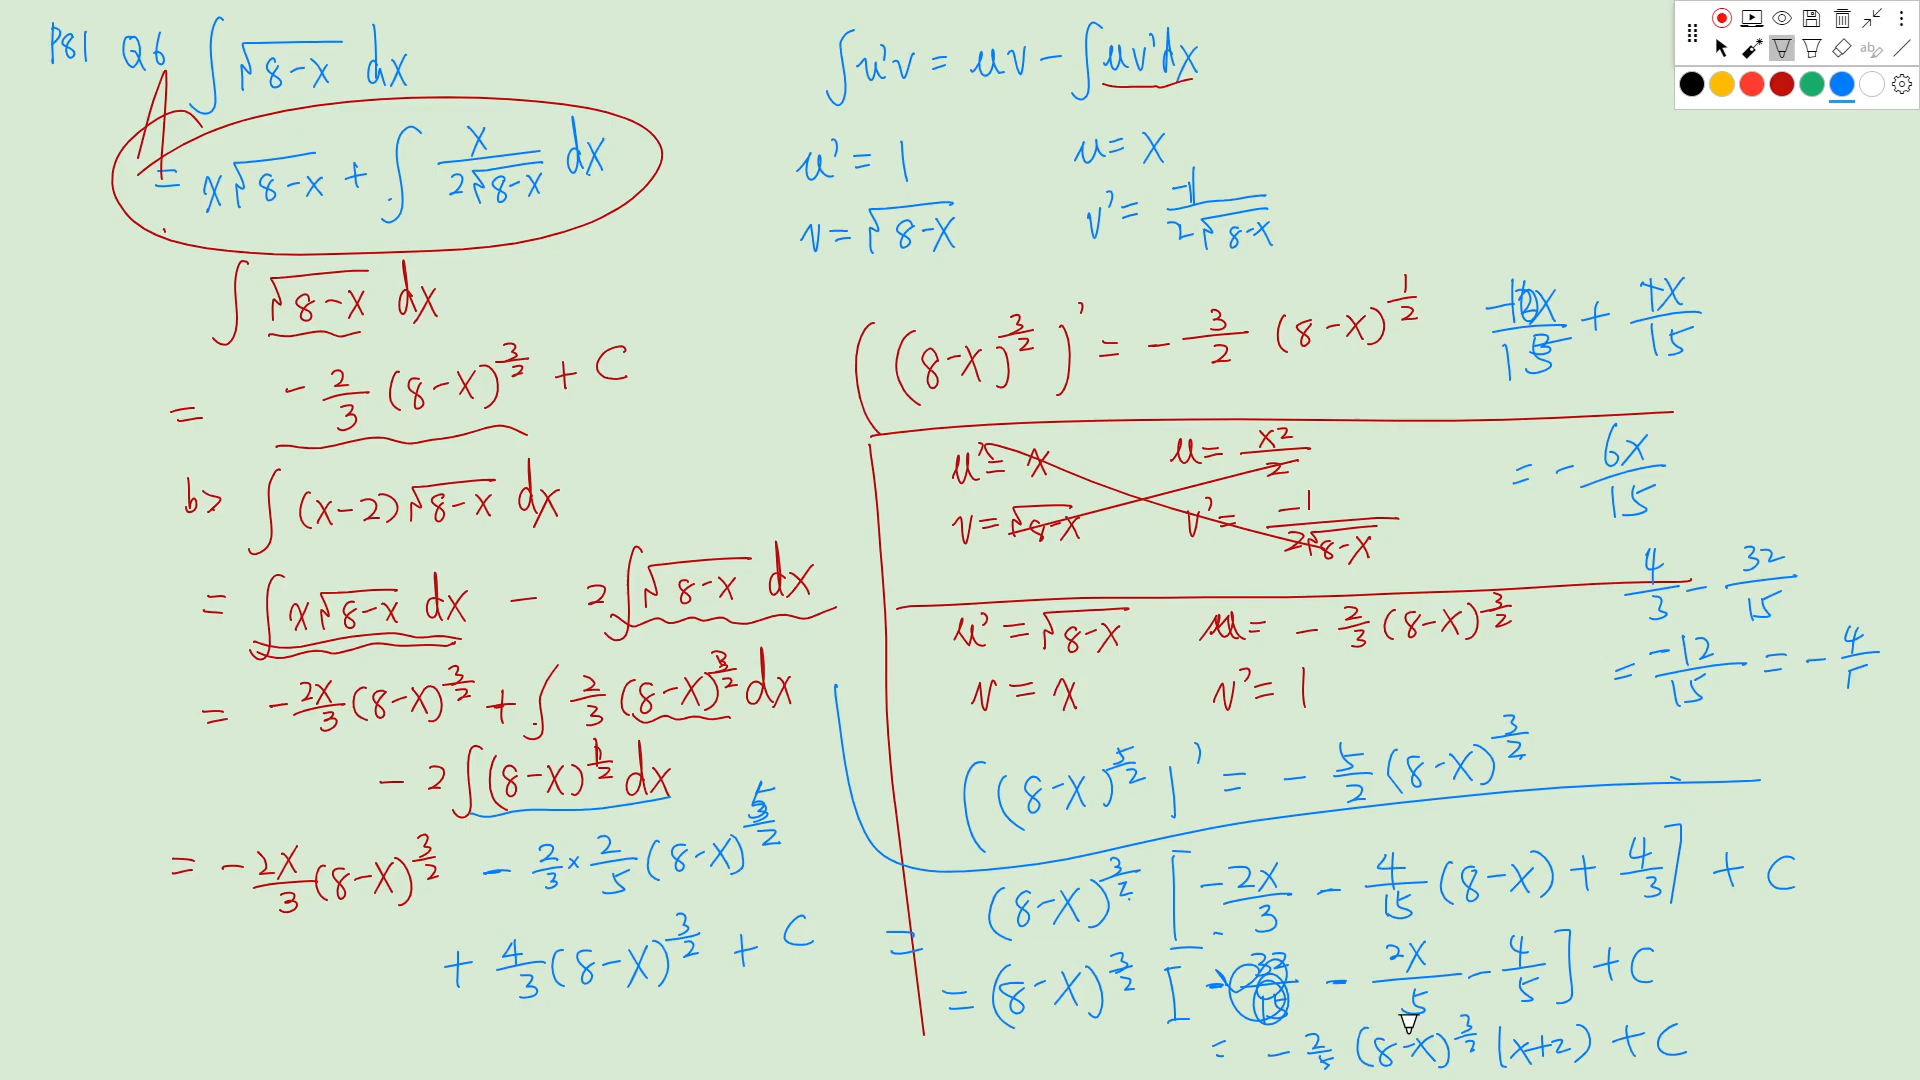 P81 Q6 ∫ √(8-x) dx
= x√(8-x) + ∫ x/(2√(8-x)) dx
∫ √(8-x) dx
= -2/3 (8-x)^(3/2) + C
b> ∫ (x-2)√(8-x) dx
= ∫ x√(8-x) dx - 2∫ √(8-x) dx
= -2x/3 (8-x)^(3/2) + ∫ 2/3 (8-x)^(3/2) dx
- 2∫ (8-x)^(1/2) dx
= -2x/3 (8-x)^(3/2) - 2/3 × 2/5 (8-x)^(5/2)
+ 4/3 (8-x)^(3/2) + C
∫u'v = uv - ∫uv'dx
u' = 1 u = x
v = √(8-x) v' = -1/(2√(8-x))
((8-x)^(3/2))' = -3/2 (8-x)^(1/2)
u' = x u = x²/2
v = √(8-x) v' = -1/(2√(8-x))
u' = √(8-x) u = -2/3 (8-x)^(3/2)
v = x v' = 1
((8-x)^(5/2))' = -5/2 (8-x)^(3/2)
= (8-x)^(3/2) [-2x/3 - 4/15 (8-x) + 4/3] + C
= (8-x)^(3/2) [ - 2x/5 - 4/5] + C
= -2/5 (8-x)^(3/2) (x+2) + C
= -6x/15
4/3 - 32/15
= -12/15 = -4/5